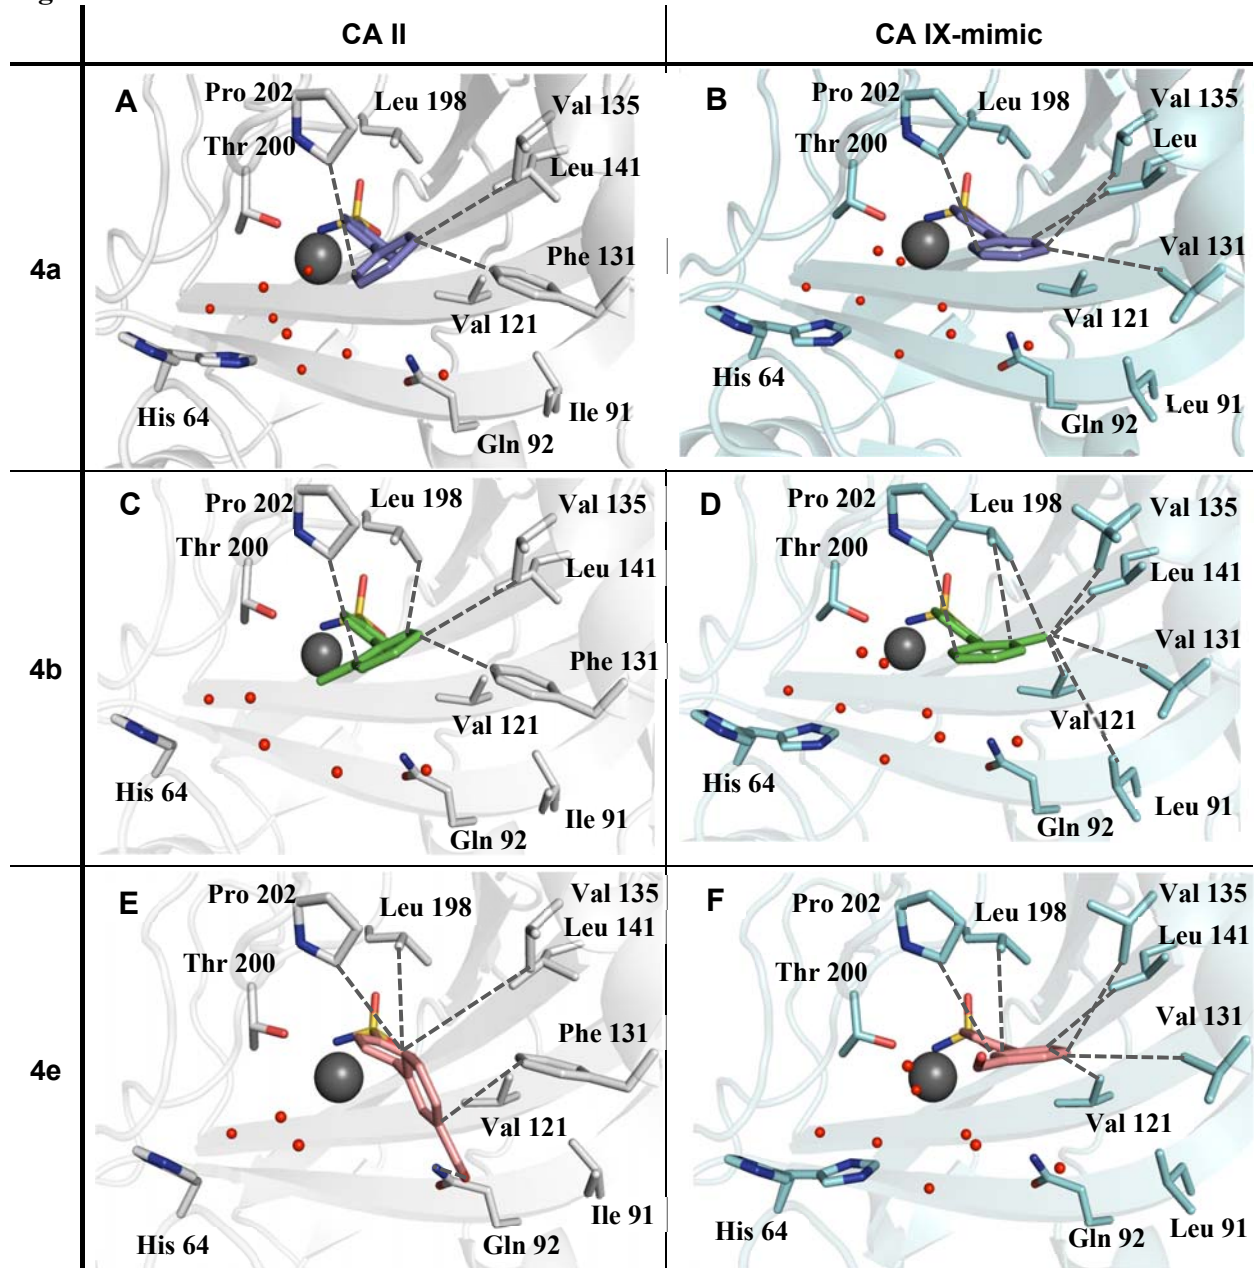 g
CA II
CA IX-mimic
4a
A
Pro 202
Leu 198
Val 135
Thr 200
Leu 141
Phe 131
Val 121
His 64
Ile 91
Gln 92
B
Pro 202
Leu 198
Val 135
Thr 200
Leu
Val 131
Val 121
His 64
Leu 91
Gln 92
4b
C
Pro 202
Leu 198
Val 135
Thr 200
Leu 141
Phe 131
Val 121
His 64
Ile 91
Gln 92
D
Pro 202
Leu 198
Val 135
Thr 200
Leu 141
Val 131
Val 121
His 64
Leu 91
Gln 92
4e
E
Pro 202
Leu 198
Val 135
Leu 141
Thr 200
Phe 131
Val 121
Ile 91
His 64
Gln 92
F
Pro 202
Leu 198
Val 135
Leu 141
Thr 200
Val 131
Val 121
Leu 91
His 64
Gln 92